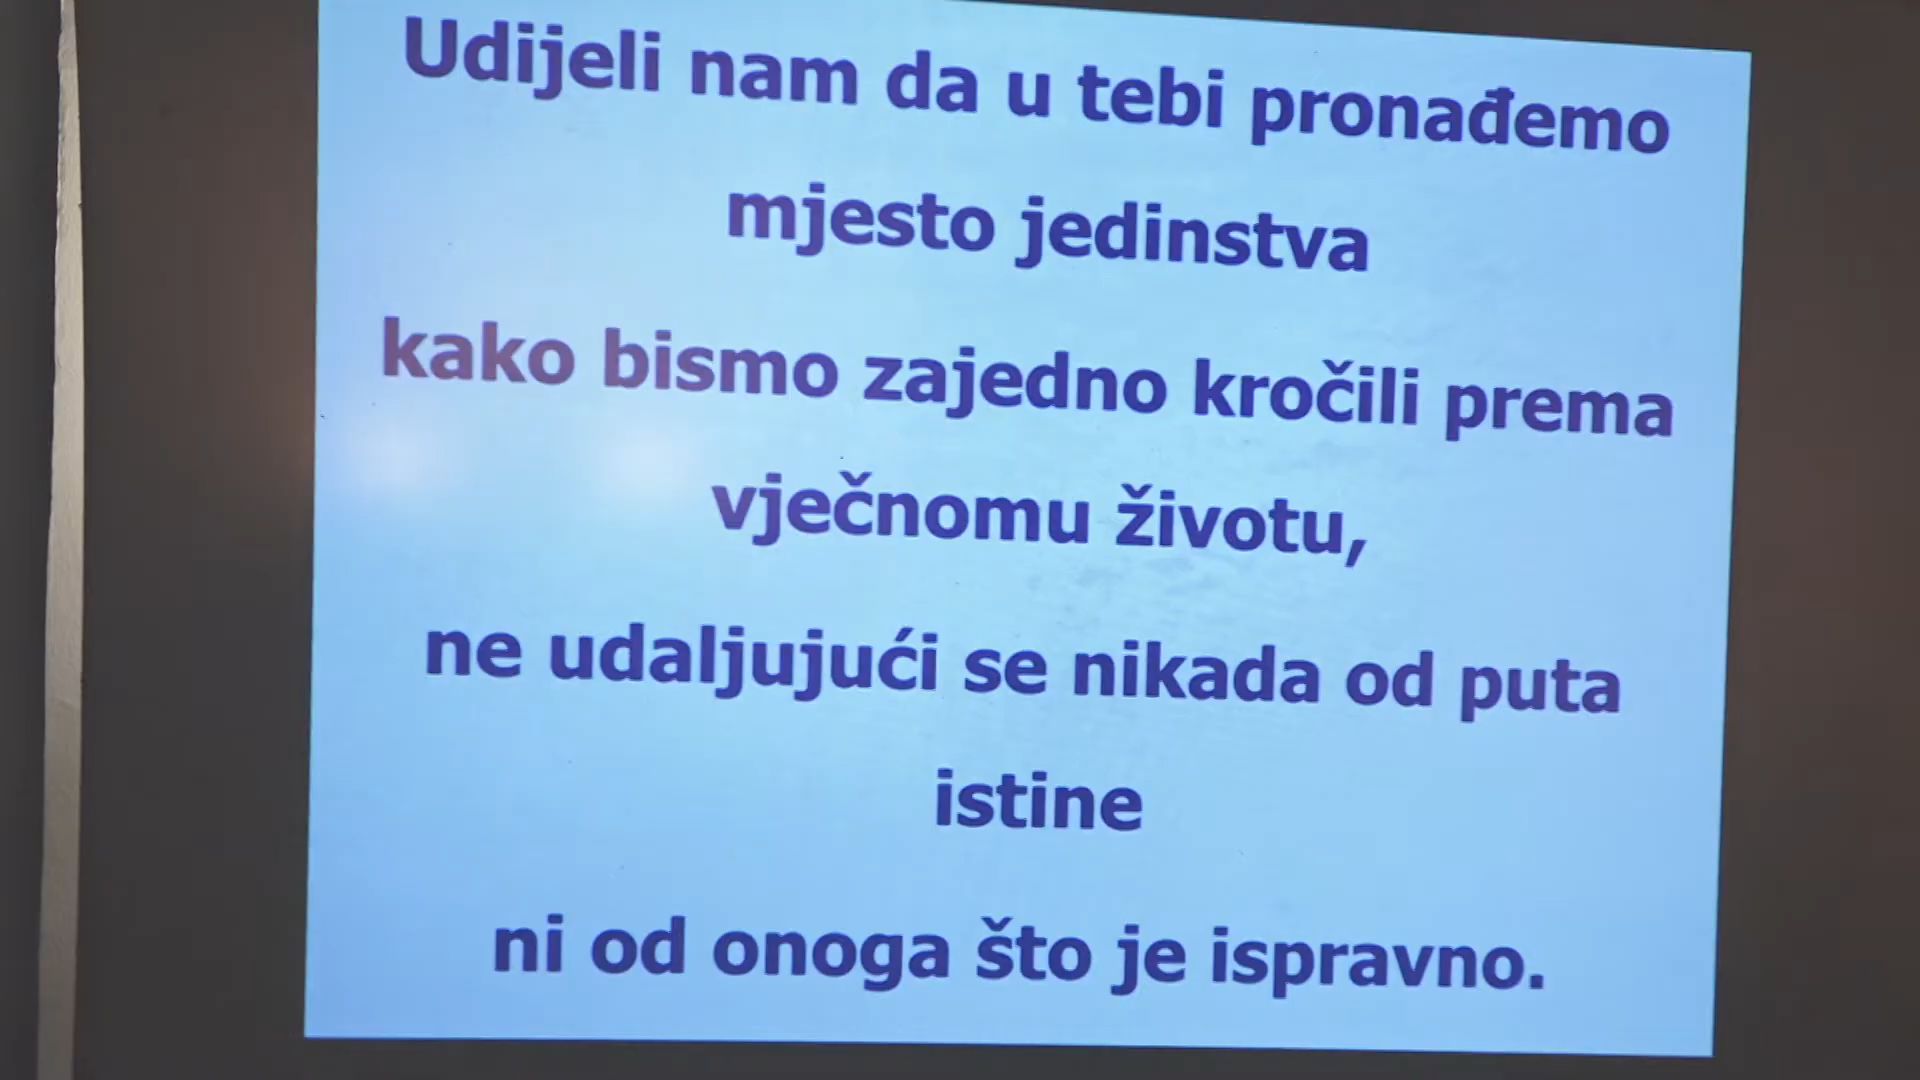 Udijeli nam da u tebi pronađemo
mjesto jedinstva
kako bismo zajedno kročili prema
vječnomu životu,
ne udaljujući se nikada od puta
istine
ni od onoga što je ispravno.